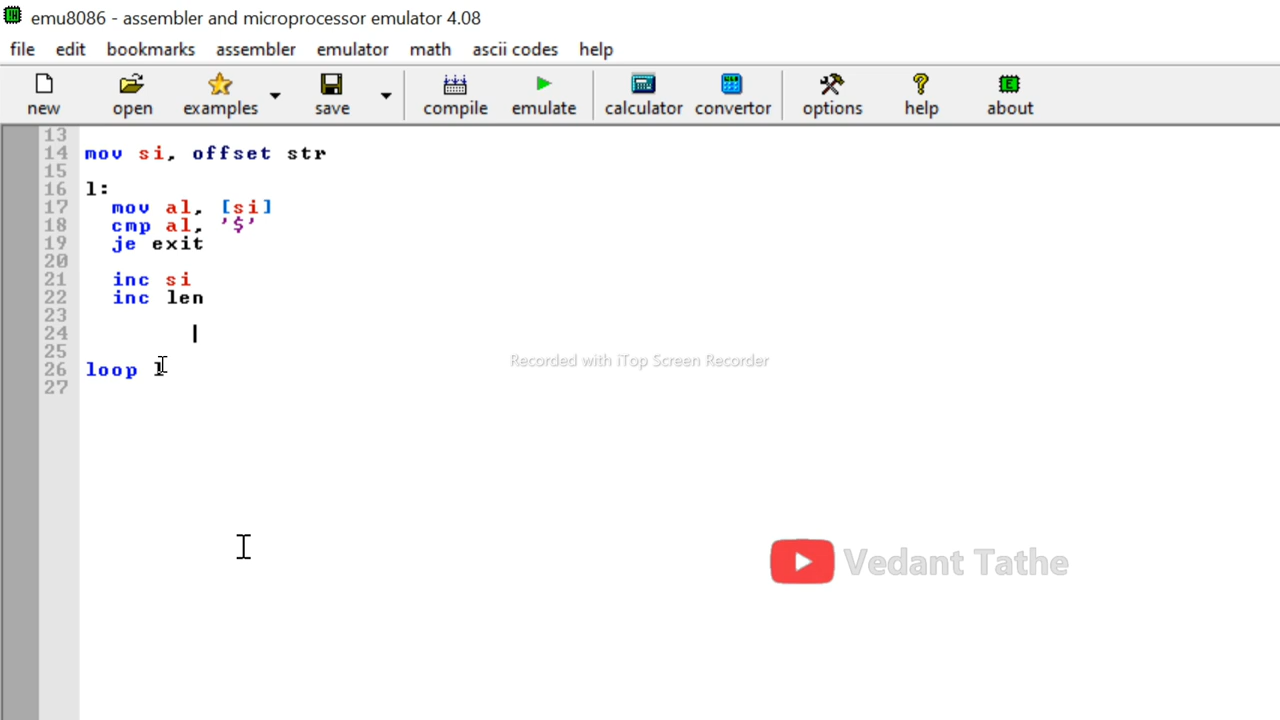 emu8086 - assembler and microprocessor emulator 4.08
file edit bookmarks assembler emulator math ascii codes help
new open examples save compile emulate calculator convertor options help about
13
14 mov si, offset str
15
16 l:
17 mov al, [si]
18 cmp al, '$'
19 je exit
20
21 inc si
22 inc len
23
24
25
26 loop l
27
Recorded with iTop Screen Recorder
Vedant Tathe